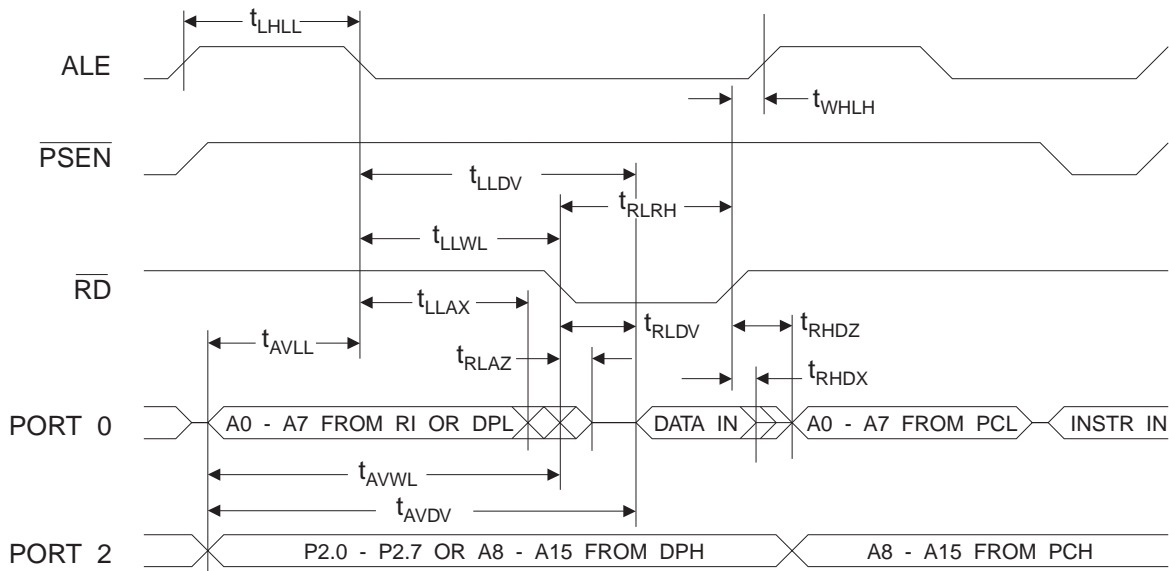 tLHLL
ALE
tWHLH
PSEN
tLLDV
tRLRH
tLLWL
RD
tLLAX
tRLDV
tRHDZ
tAVLL
tRLAZ
tRHDX
PORT 0
A0 - A7 FROM RI OR DPL
DATA IN
A0 - A7 FROM PCL
INSTR IN
tAVWL
tAVDV
PORT 2
P2.0 - P2.7 OR A8 - A15 FROM DPH
A8 - A15 FROM PCH